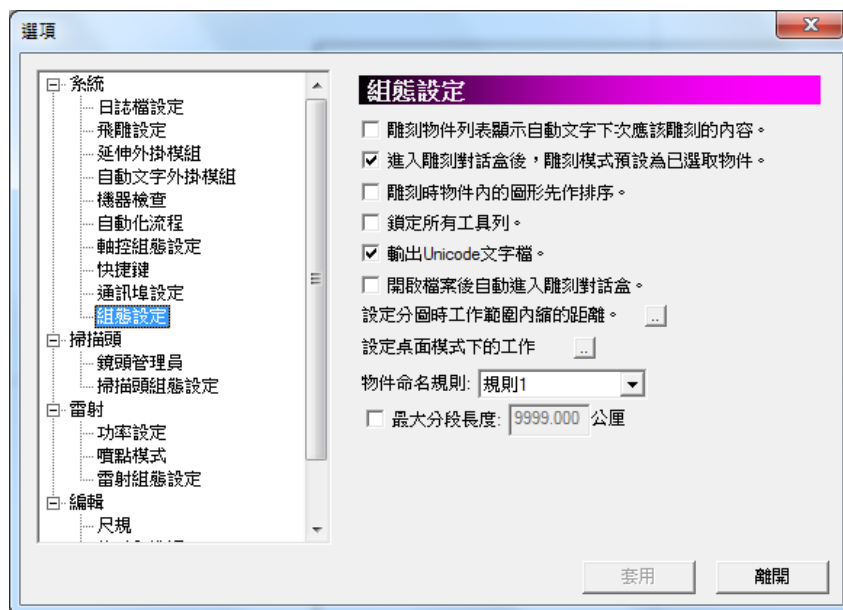 選項
系統
日誌檔設定
飛雕設定
延伸外掛模組
自動文字外掛模組
機器檢查
自動化流程
軸控組態設定
快捷鍵
通訊埠設定
組態設定
掃描頭
鏡頭管理員
掃描頭組態設定
雷射
功率設定
噴點模式
雷射組態設定
編輯
尺規
組態設定
雕刻物件列表顯示自動文字下次應該雕刻的內容。
進入雕刻對話盒後，雕刻模式預設為已選取物件。
雕刻時物件內的圖形先作排序。
鎖定所有工具列。
輸出Unicode文字檔。
開啟檔案後自動進入雕刻對話盒。
設定分圖時工作範圍內縮的距離。 ..
設定桌面模式下的工作 ..
物件命名規則: 規則1
最大分段長度: 9999.000 公厘
套用 離開